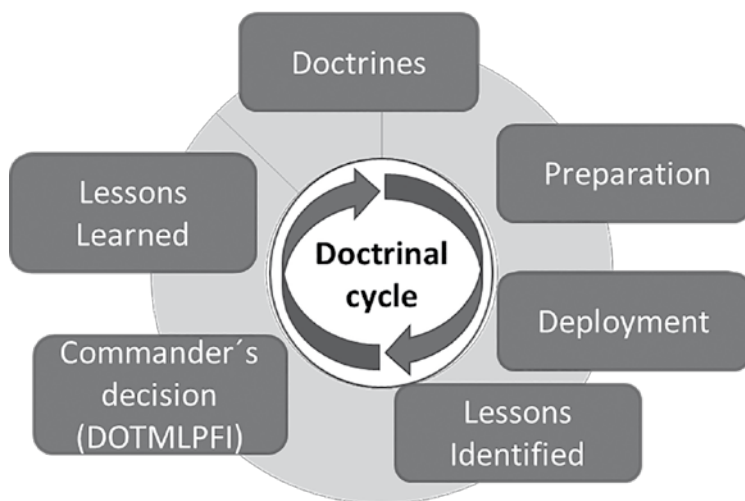 Doctrines
Preparation
Deployment
Lessons
Identified
Commander´s
decision
(DOTMLPFI)
Lessons
Learned
Doctrinal
cycle